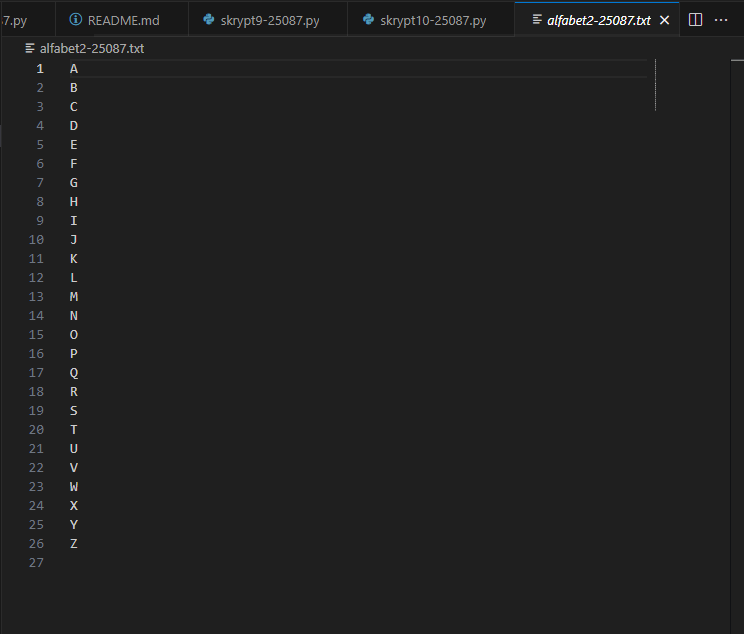 37.py README.md skrypt9-25087.py skrypt10-25087.py alfabet2-25087.txt
alfabet2-25087.txt
1 A
2 B
3 C
4 D
5 E
6 F
7 G
8 H
9 I
10 J
11 K
12 L
13 M
14 N
15 O
16 P
17 Q
18 R
19 S
20 T
21 U
22 V
23 W
24 X
25 Y
26 Z
27